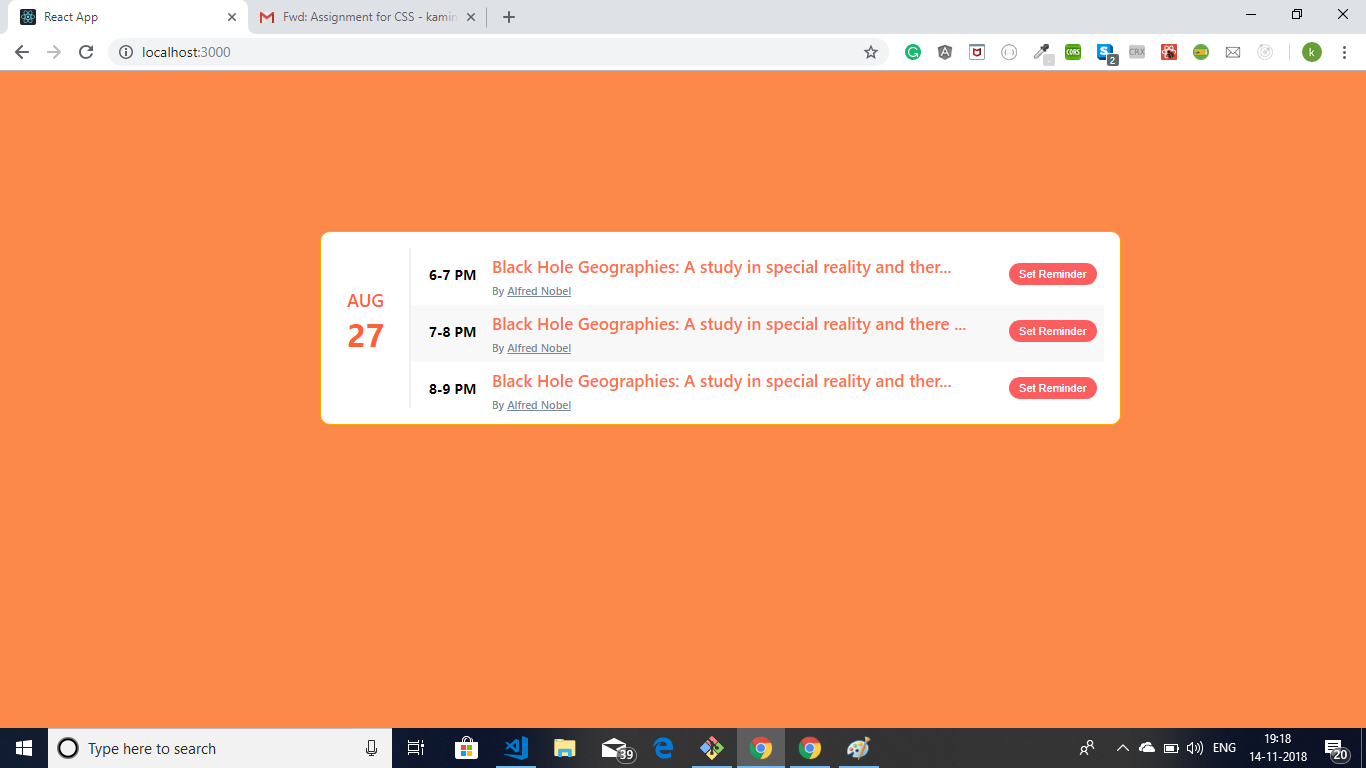 React App
Fwd: Assignment for CSS - kamin
localhost:3000
CORS
2
CRX
k
AUG
27
6-7 PM
Black Hole Geographies: A study in special reality and ther...
By Alfred Nobel
Set Reminder
7-8 PM
Black Hole Geographies: A study in special reality and there ...
By Alfred Nobel
Set Reminder
8-9 PM
Black Hole Geographies: A study in special reality and ther...
By Alfred Nobel
Set Reminder
Type here to search
39
ENG
19:18
14-11-2018
20